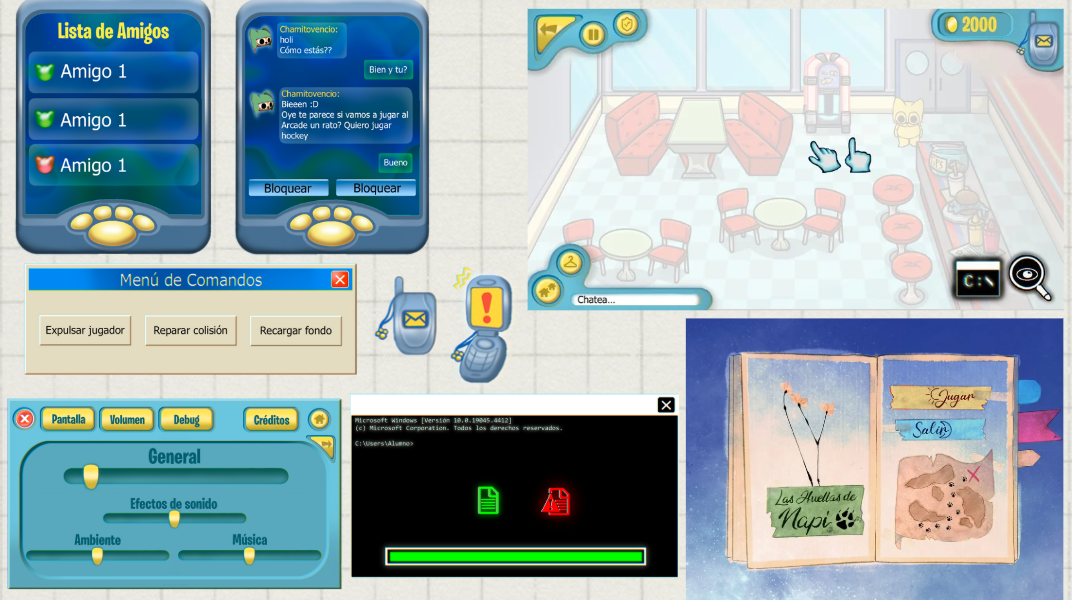 Lista de Amigos
Amigo 1
Amigo 1
Amigo 1
Chamitovencio:
holi
Cómo estás??
Bien y tu?
Chamitovencio:
Bieeen :D
Oye te parece si vamos a jugar al
Arcade un rato? Quiero jugar
hockey
Bueno
Bloquear
Bloquear
2000
Chatea...
C:\
Menú de Comandos
Expulsar jugador
Reparar colisión
Recargar fondo
Pantalla
Volumen
Debug
Créditos
General
Efectos de sonido
Ambiente
Música
Microsoft Windows [Versión 10.0.19045.4412]
(c) Microsoft Corporation. Todos los derechos reservados.
C:\Users\Alumno>
Las Huellas de
Napi
Jugar
Salir